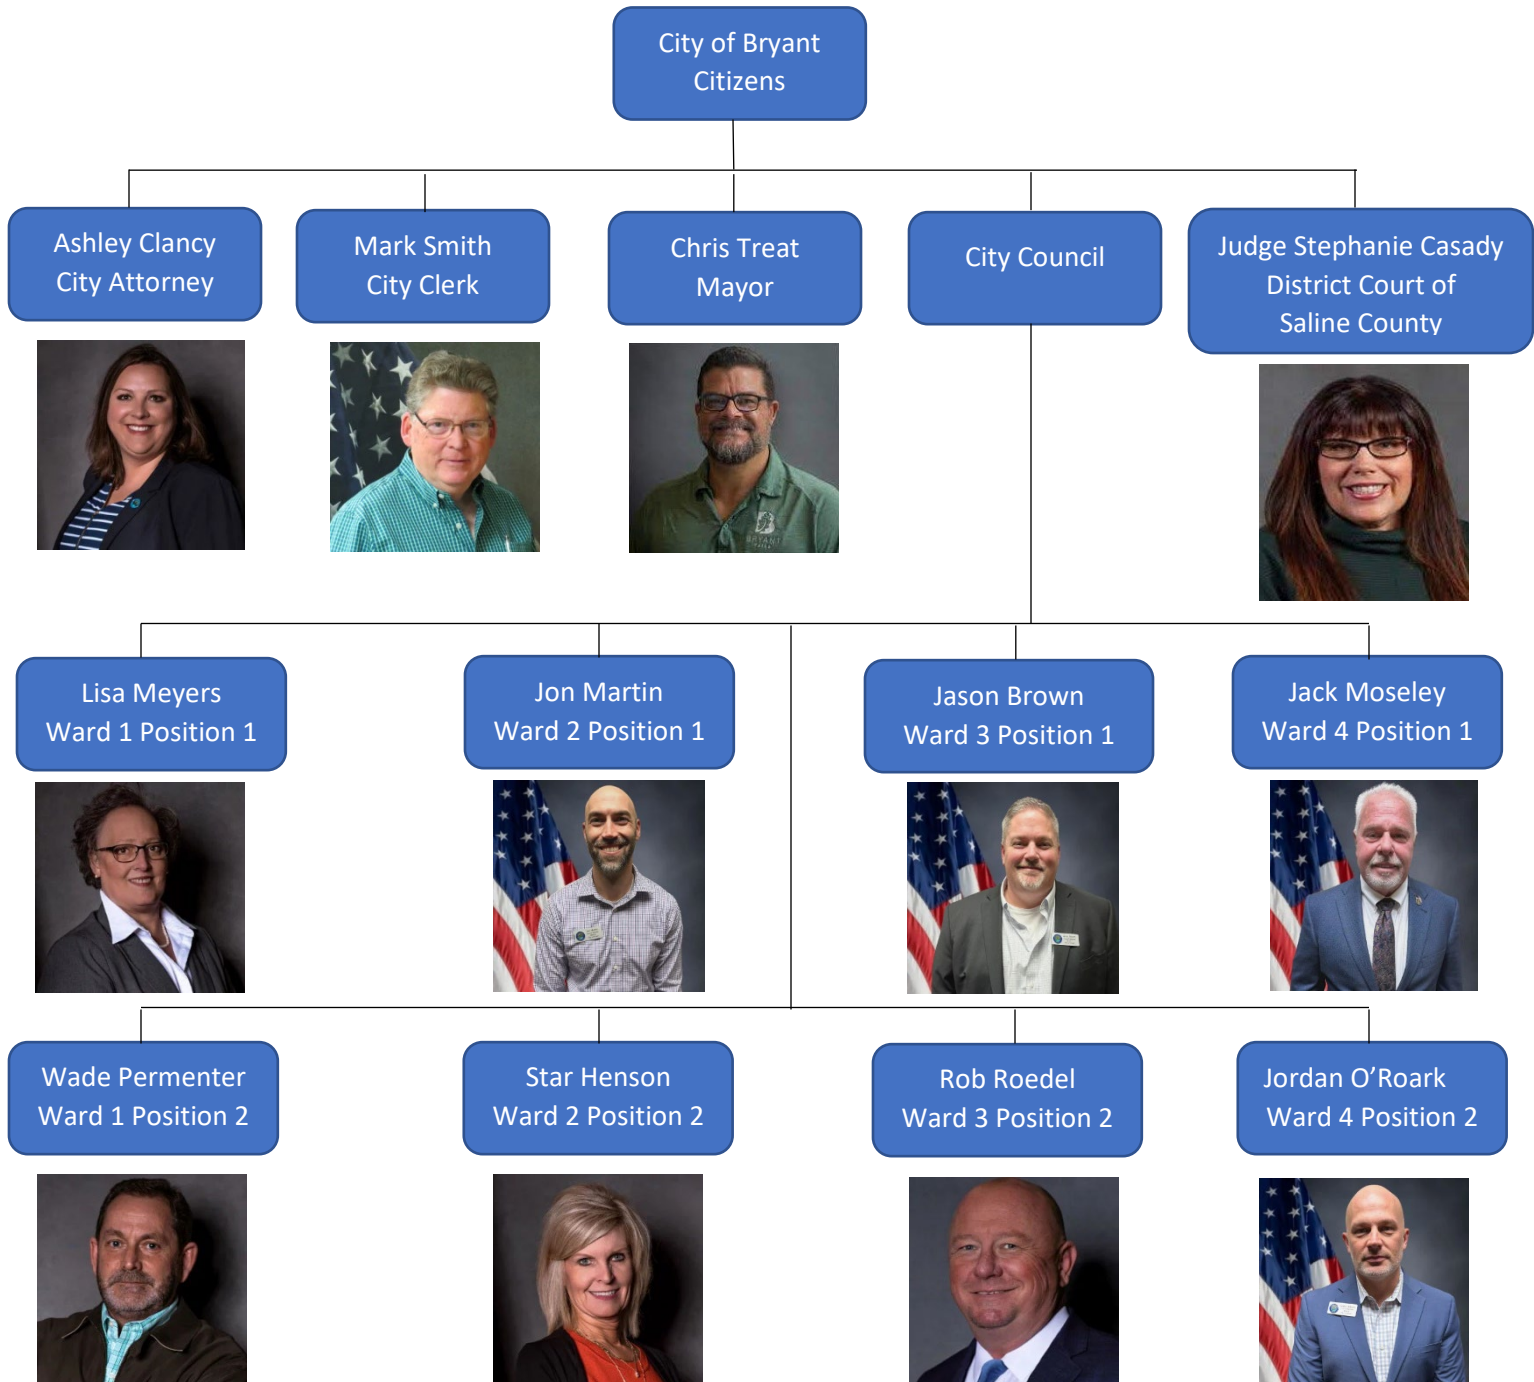 City of Bryant
Citizens
Ashley Clancy
City Attorney
Mark Smith
City Clerk
Chris Treat
Mayor
City Council
Judge Stephanie Casady
District Court of
Saline County
BRYANT
Lisa Meyers
Ward 1 Position 1
Jon Martin
Ward 2 Position 1
Jason Brown
Ward 3 Position 1
Jack Moseley
Ward 4 Position 1
Wade Permenter
Ward 1 Position 2
Star Henson
Ward 2 Position 2
Rob Roedel
Ward 3 Position 2
Jordan O’Roark
Ward 4 Position 2